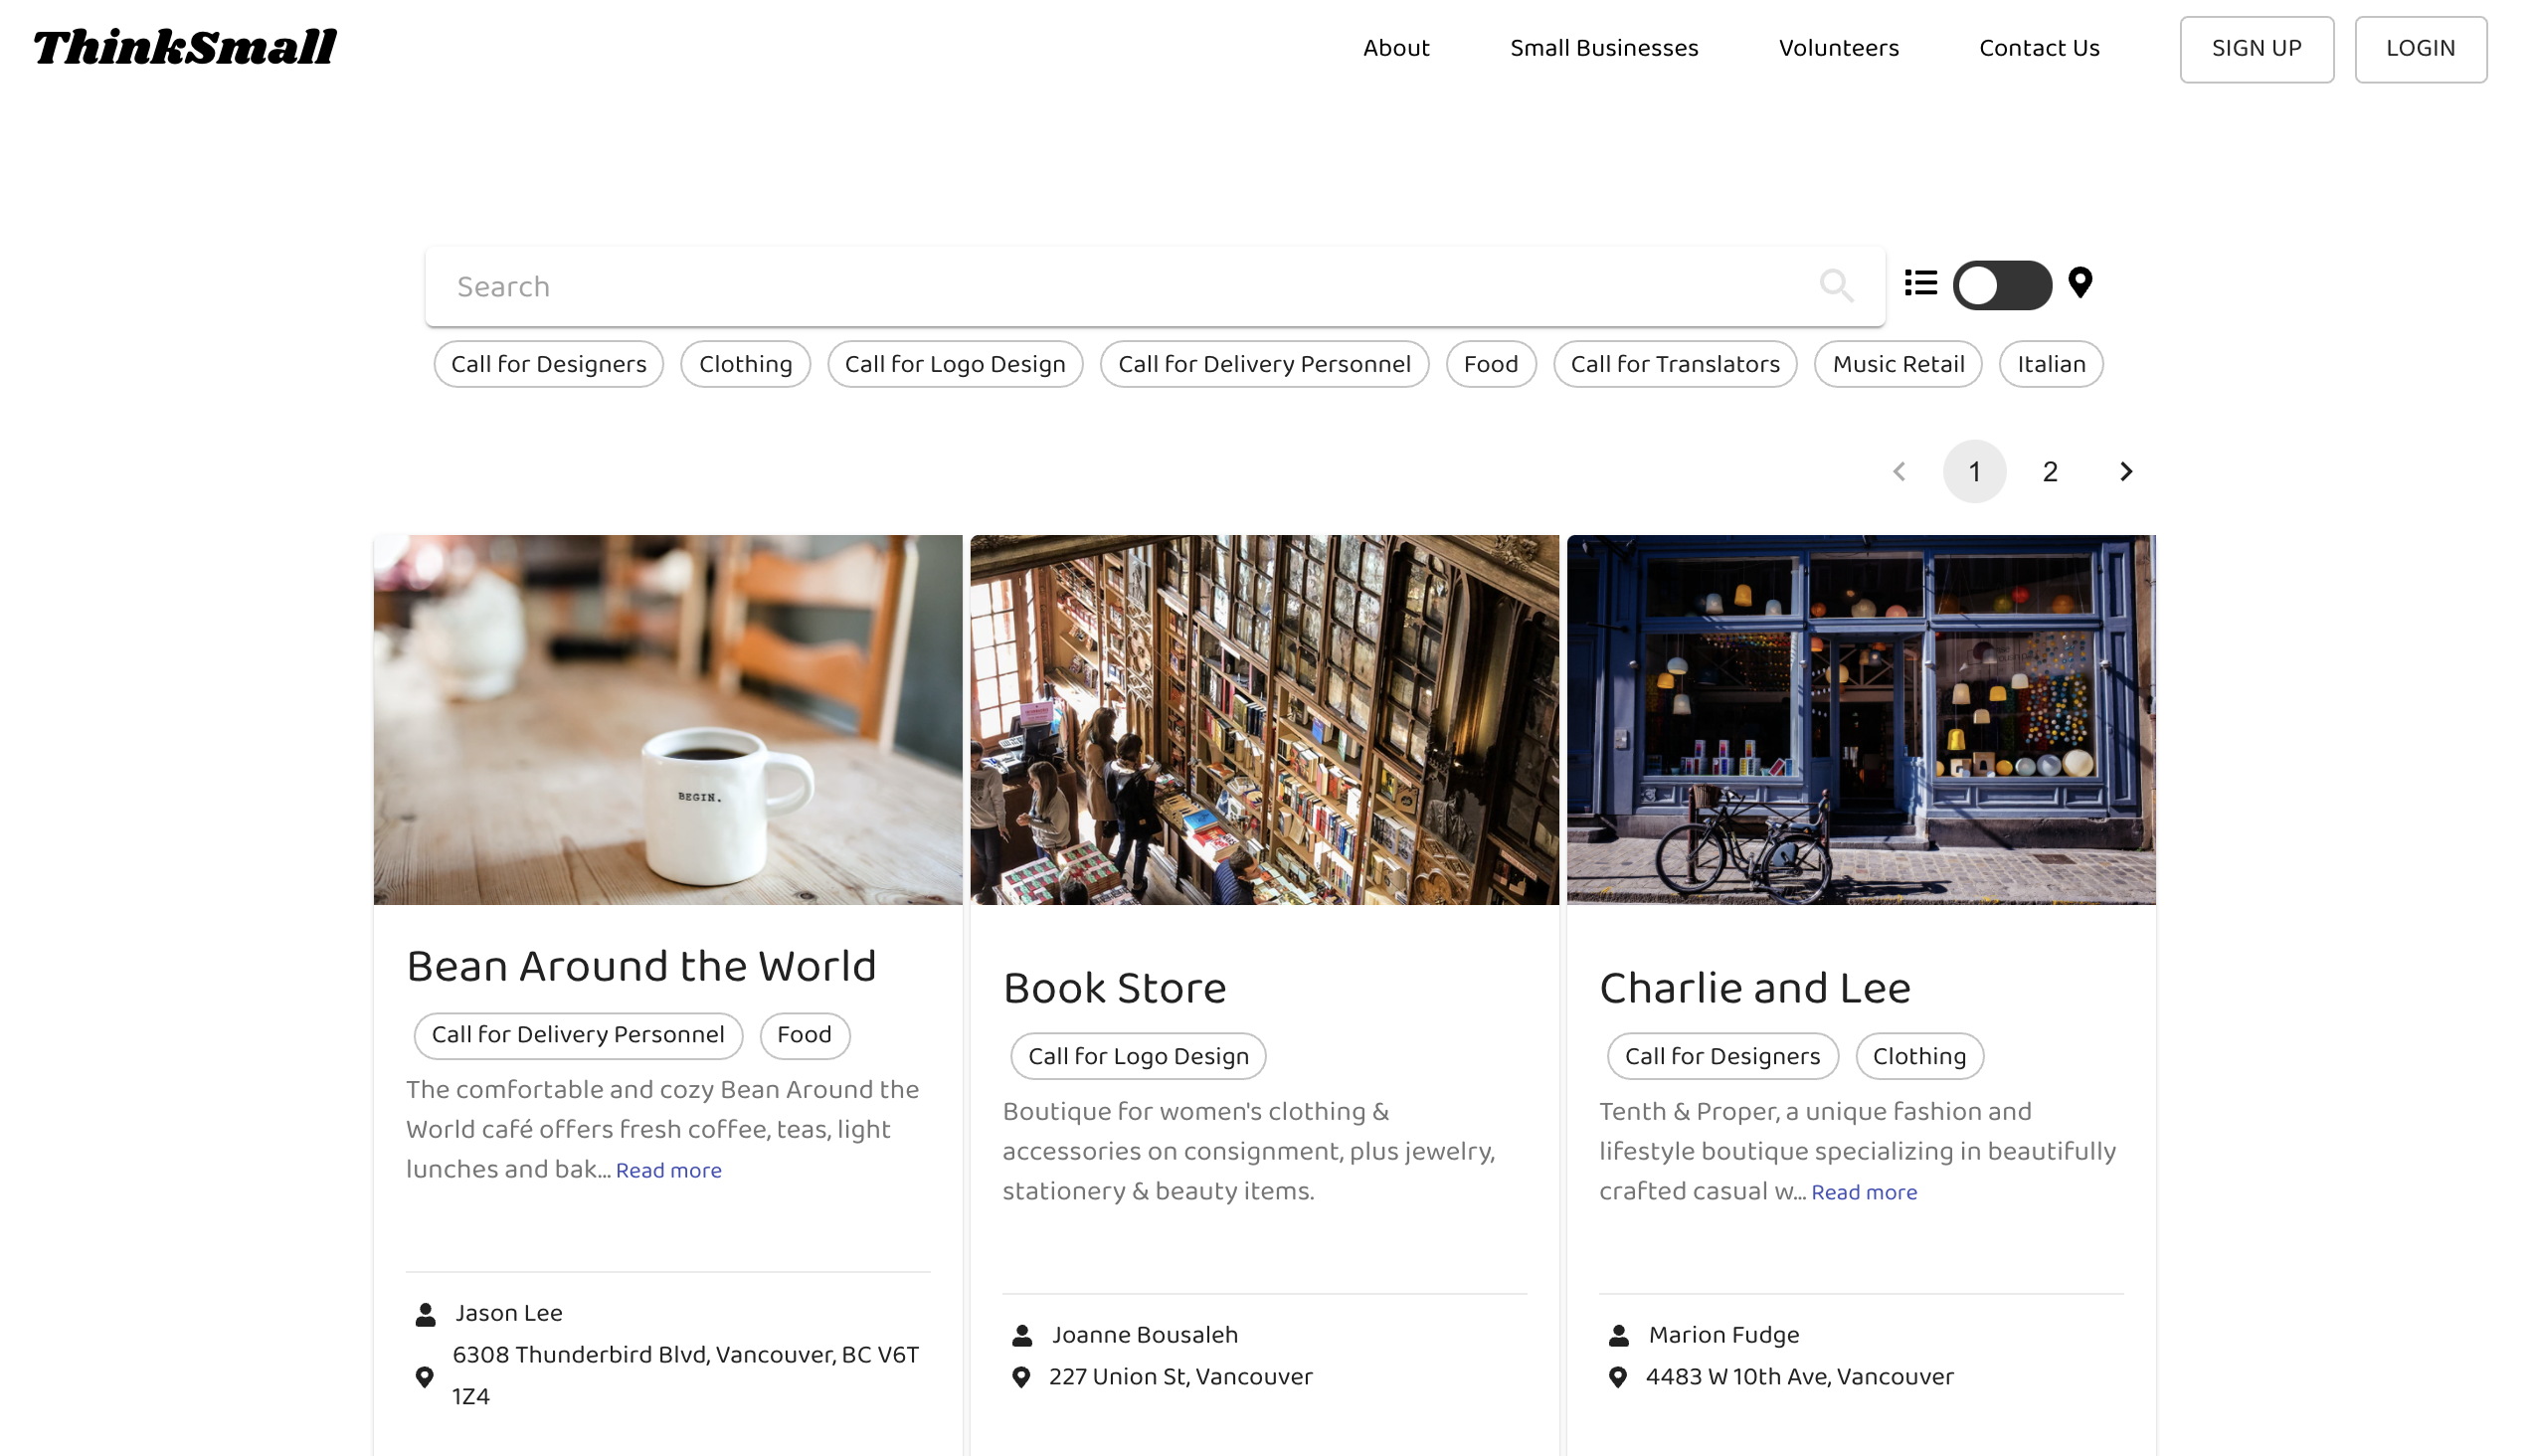 ThinkSmall
About
Small Businesses
Volunteers
Contact Us
SIGN UP
LOGIN
Search
Call for Designers
Clothing
Call for Logo Design
Call for Delivery Personnel
Food
Call for Translators
Music Retail
Italian
1
2
BEGIN.
Bean Around the World
Call for Delivery Personnel
Food
The comfortable and cozy Bean Around the
World café offers fresh coffee, teas, light
lunches and bak... Read more
Jason Lee
6308 Thunderbird Blvd, Vancouver, BC V6T
1Z4
Book Store
Call for Logo Design
Boutique for women's clothing &
accessories on consignment, plus jewelry,
stationery & beauty items.
Joanne Bousaleh
227 Union St, Vancouver
Charlie and Lee
Call for Designers
Clothing
Tenth & Proper, a unique fashion and
lifestyle boutique specializing in beautifully
crafted casual w... Read more
Marion Fudge
4483 W 10th Ave, Vancouver